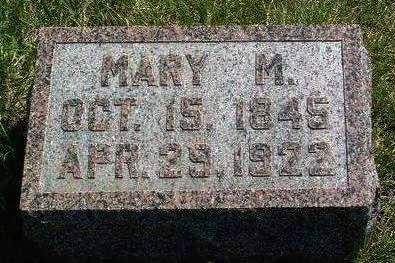 MARY M.
OCT. 15, 1845
APR. 29, 1922